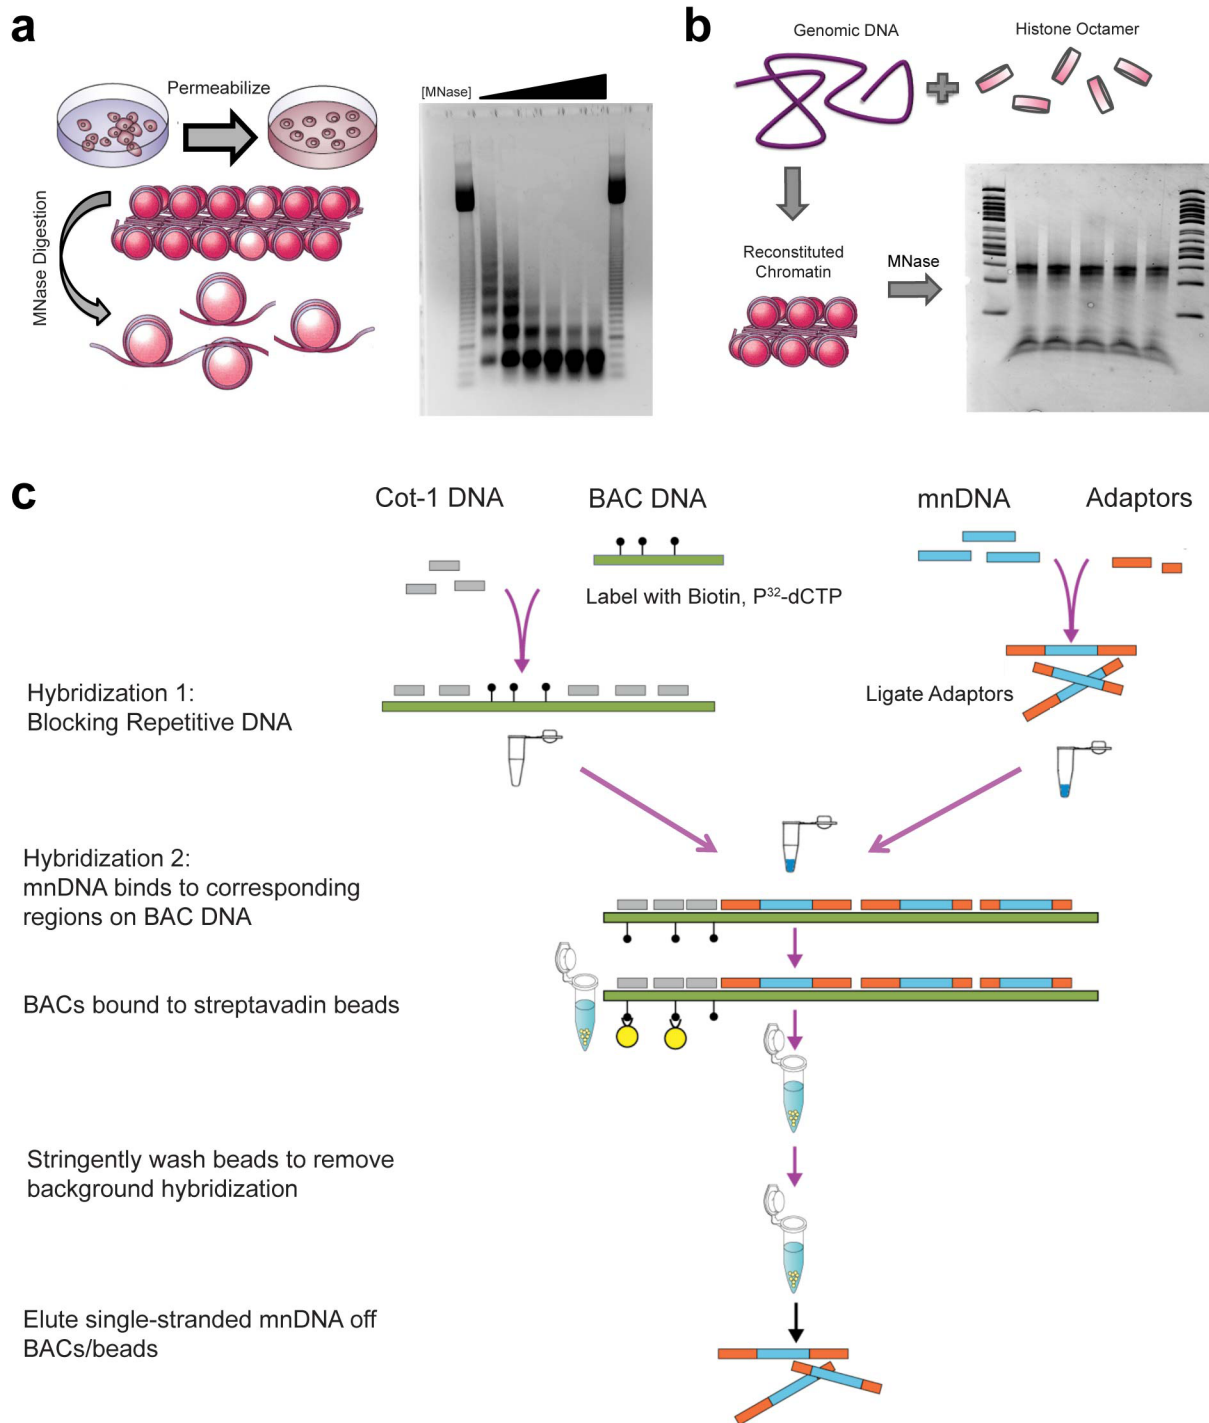 a
Permeabilize
[MNase]
MNase Digestion
b
Genomic DNA
Histone Octamer
Reconstituted
Chromatin
MNase
c
Cot-1 DNA
BAC DNA
mnDNA
Adaptors
Label with Biotin, P³²-dCTP
Hybridization 1:
Blocking Repetitive DNA
Ligate Adaptors
Hybridization 2:
mnDNA binds to corresponding
regions on BAC DNA
BACs bound to streptavadin beads
Stringently wash beads to remove
background hybridization
Elute single-stranded mnDNA off
BACs/beads